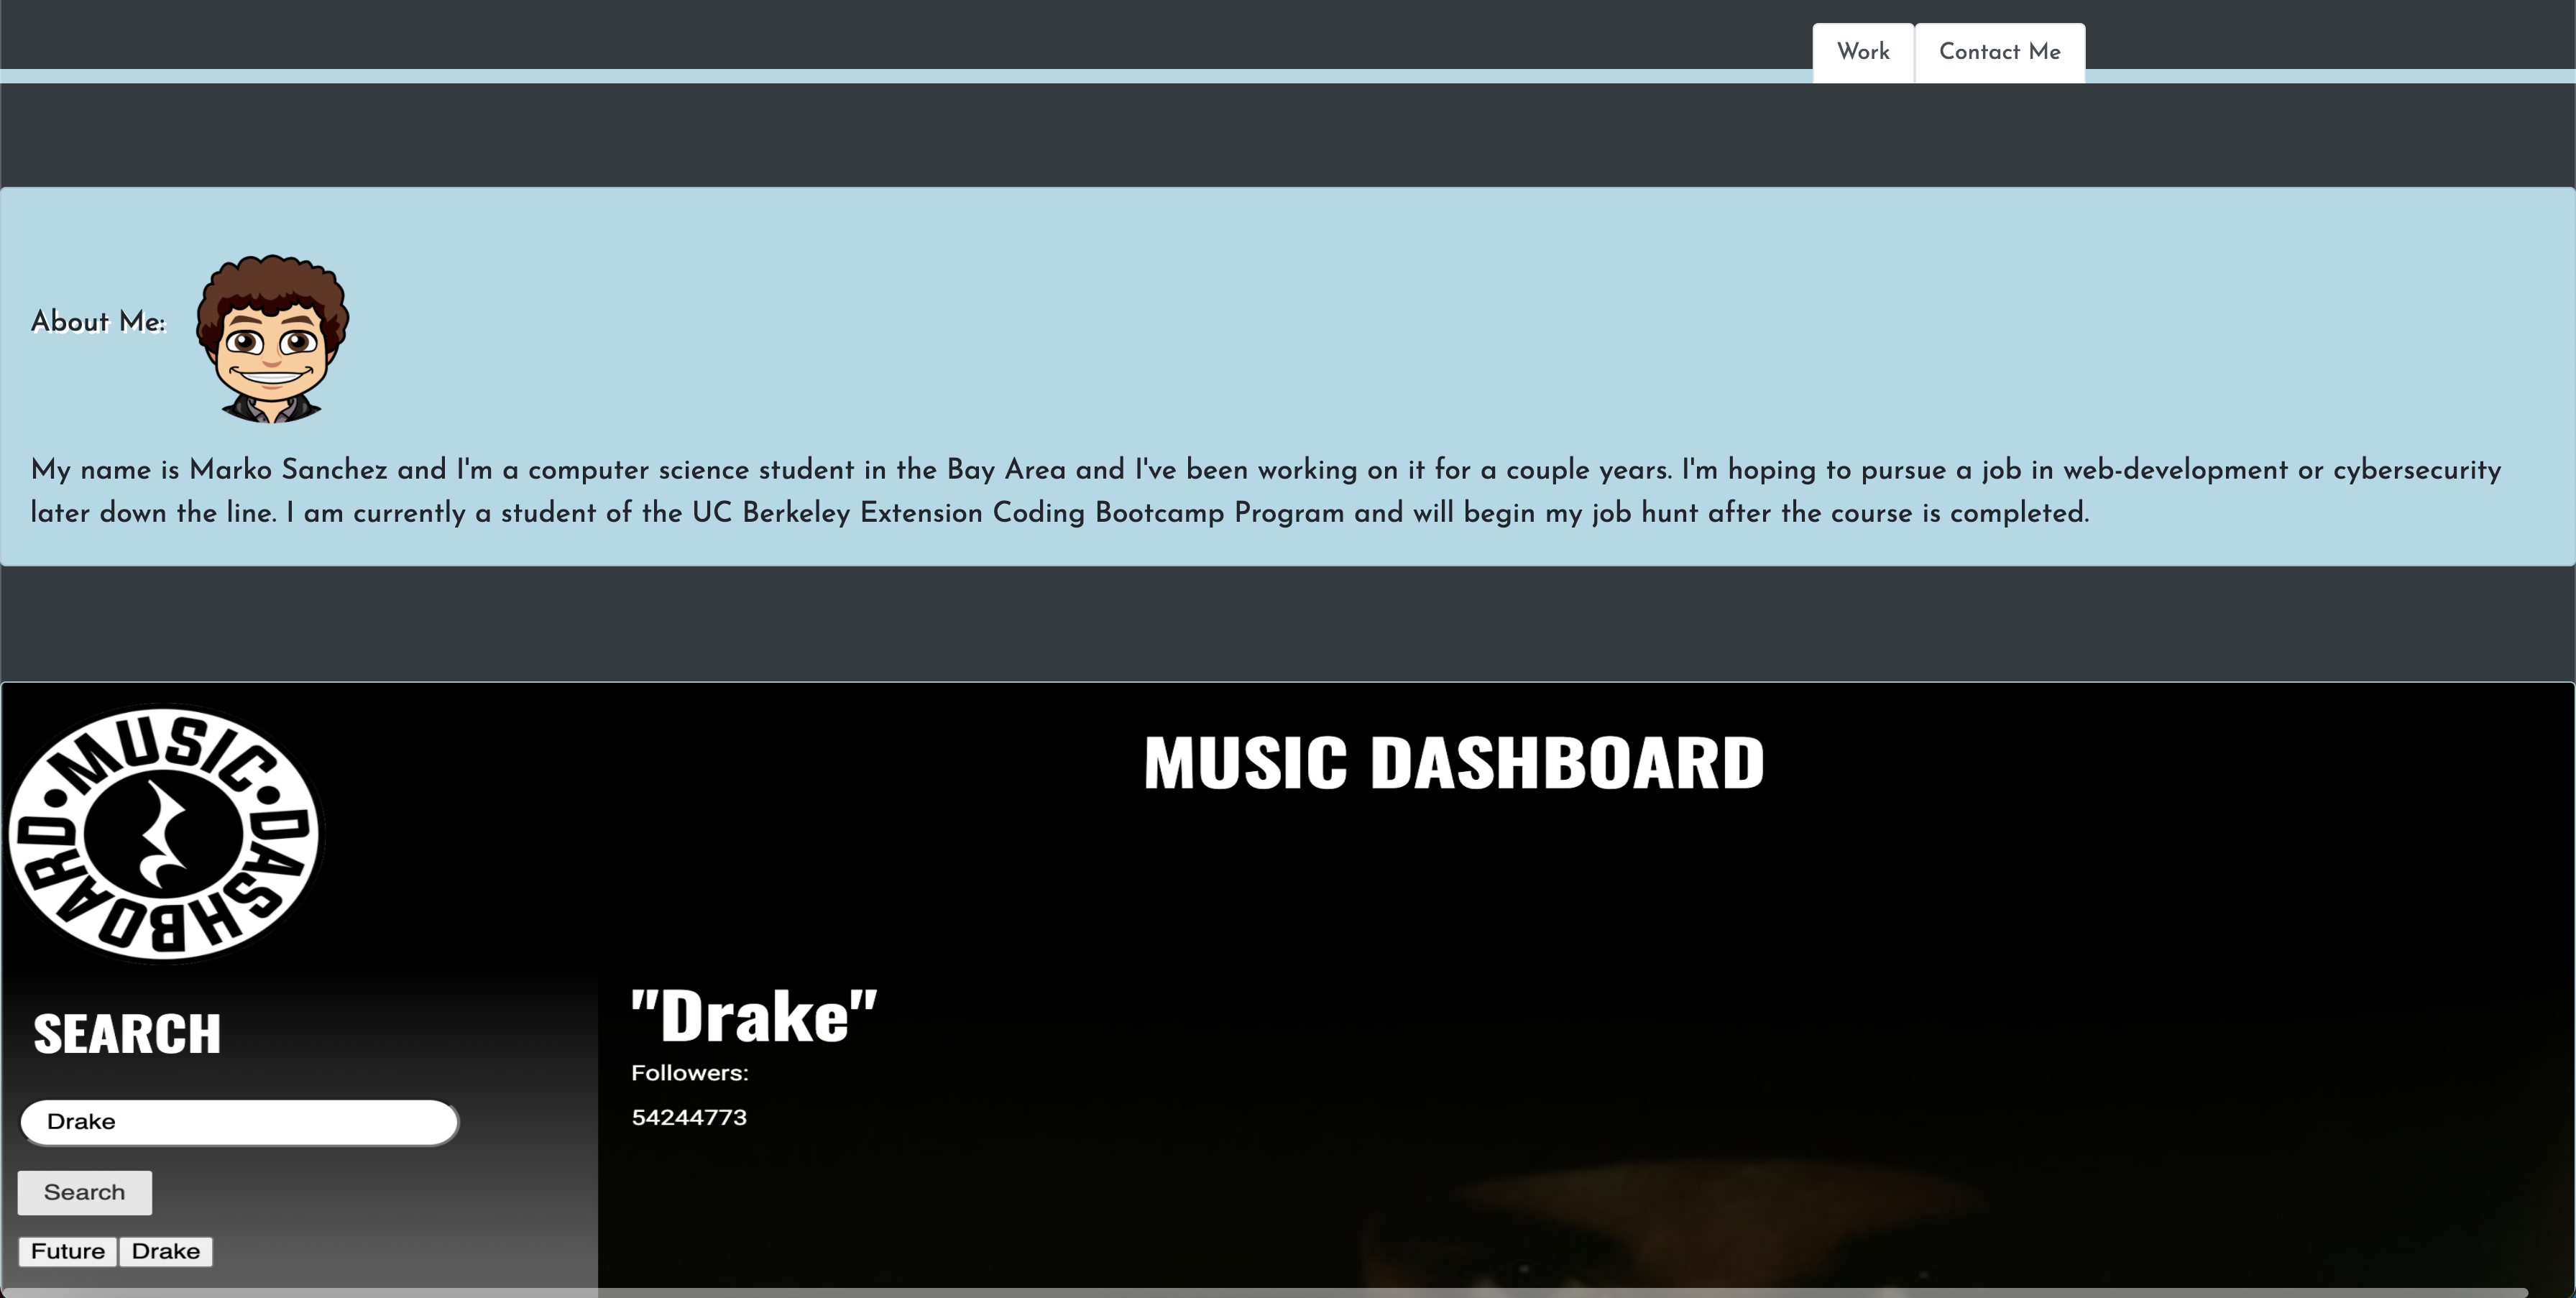 Work
Contact Me
About Me:
My name is Marko Sanchez and I'm a computer science student in the Bay Area and I've been working on it for a couple years. I'm hoping to pursue a job in web-development or cybersecurity
later down the line. I am currently a student of the UC Berkeley Extension Coding Bootcamp Program and will begin my job hunt after the course is completed.
•MUSIC•DASHBOARD
MUSIC DASHBOARD
SEARCH
Drake
Search
Future
Drake
"Drake"
Followers:
54244773